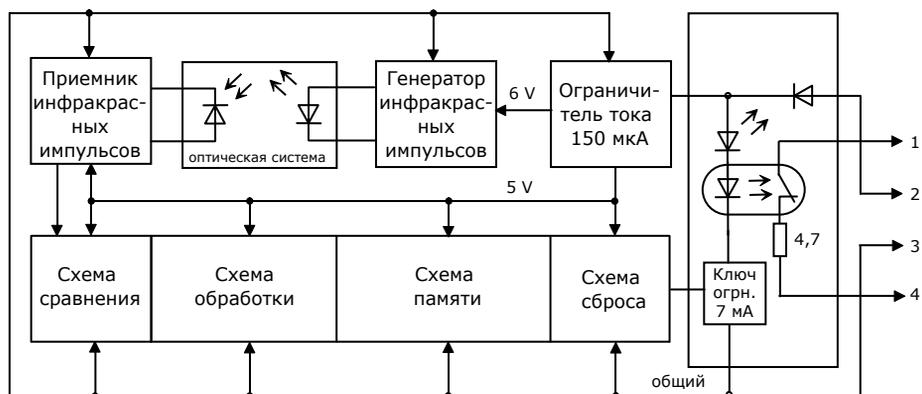 Приемник
инфракрас-
ных
импульсов
оптическая система
Генератор
инфракрас-
ных
импульсов
6 V
Ограничи-
тель тока
150 мкА
1
2
3
4
4,7
5 V
Схема
сравнения
Схема
обработки
Схема
памяти
Схема
сброса
Ключ
огрн.
7 мА
общий